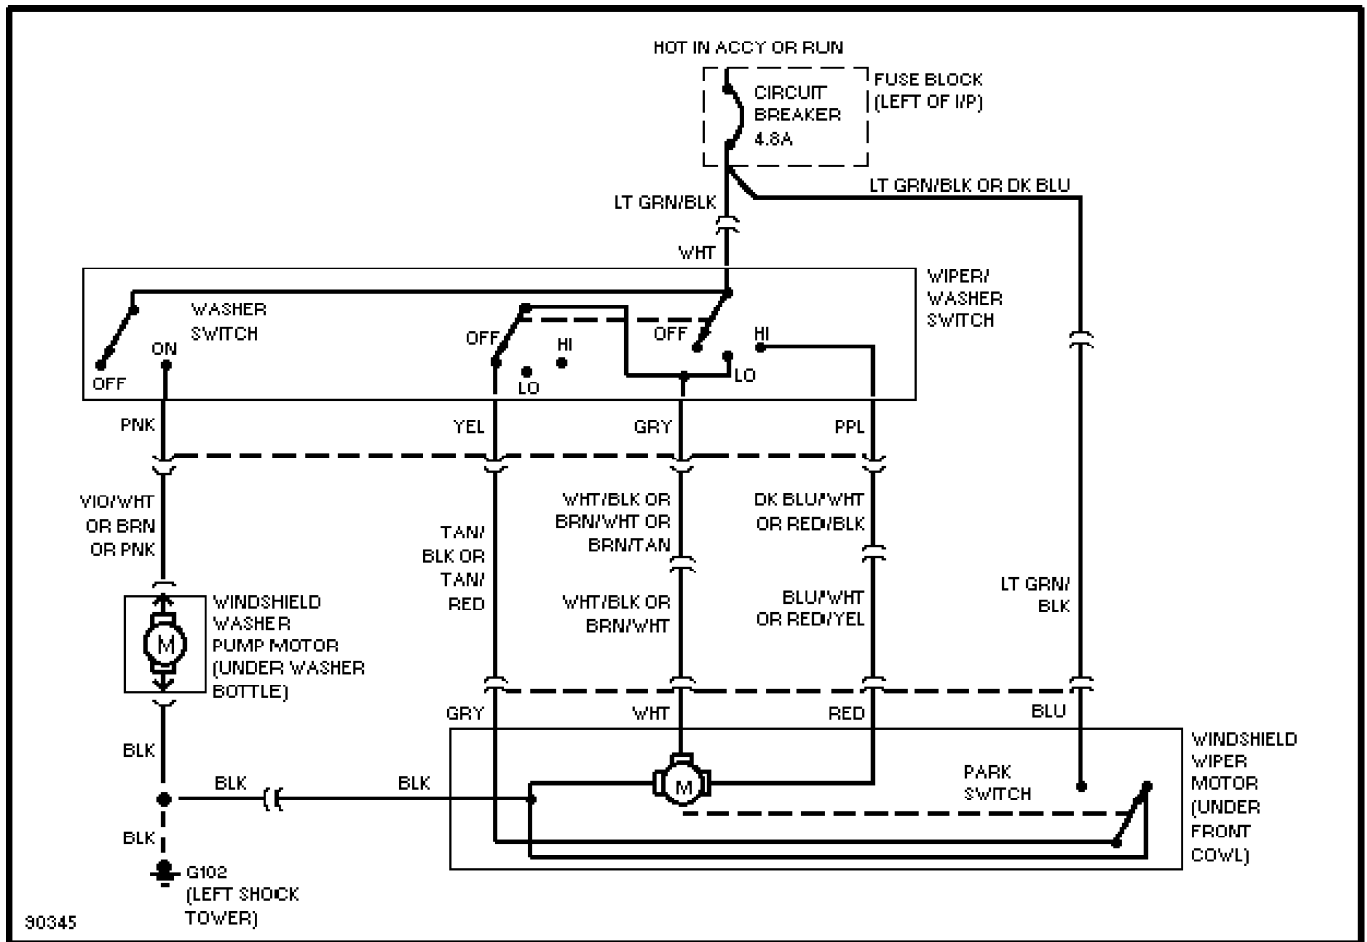 HOT IN ACCY OR RUN
CIRCUIT
BREAKER
4.8A
FUSE BLOCK
(LEFT OF I/P)
LT GRN/BLK OR DK BLU
LT GRN/BLK
WHT
WIPER/
WASHER
SWITCH
WASHER
SWITCH
ON
OFF
OFF
HI
LO
OFF
HI
LO
PNK
YEL
GRY
PPL
VIO/WHT
OR BRN
OR PNK
TAN/
BLK OR
TAN/
RED
WHT/BLK OR
BRN/WHT OR
BRN/TAN
DK BLU/WHT
OR RED/BLK
WHT/BLK OR
BRN/WHT
BLU/WHT
OR RED/YEL
LT GRN/
BLK
M
WINDSHIELD
WASHER
PUMP MOTOR
(UNDER WASHER
BOTTLE)
GRY
WHT
RED
BLU
BLK
BLK
BLK
M
PARK
SWITCH
WINDSHIELD
WIPER
MOTOR
(UNDER
FRONT
COWL)
BLK
G102
(LEFT SHOCK
TOWER)
90345